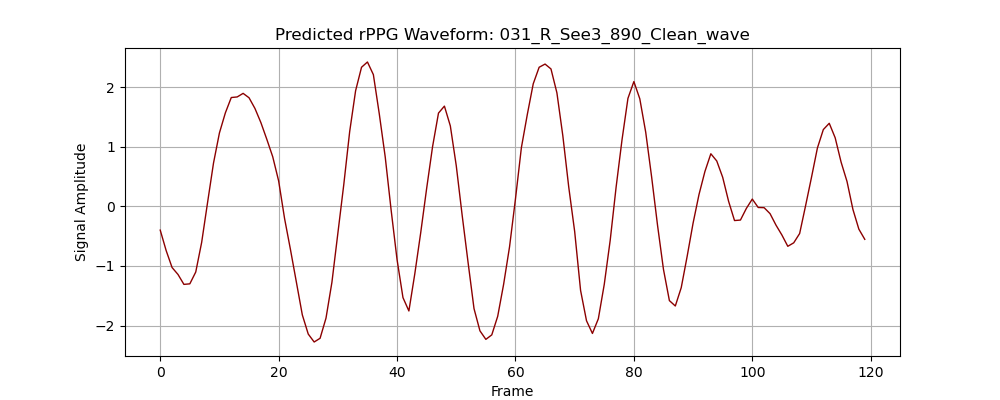 Predicted rPPG Waveform: 031_R_See3_890_Clean_wave
Signal Amplitude
2
1
0
−1
−2
0 20 40 60 80 100 120
Frame